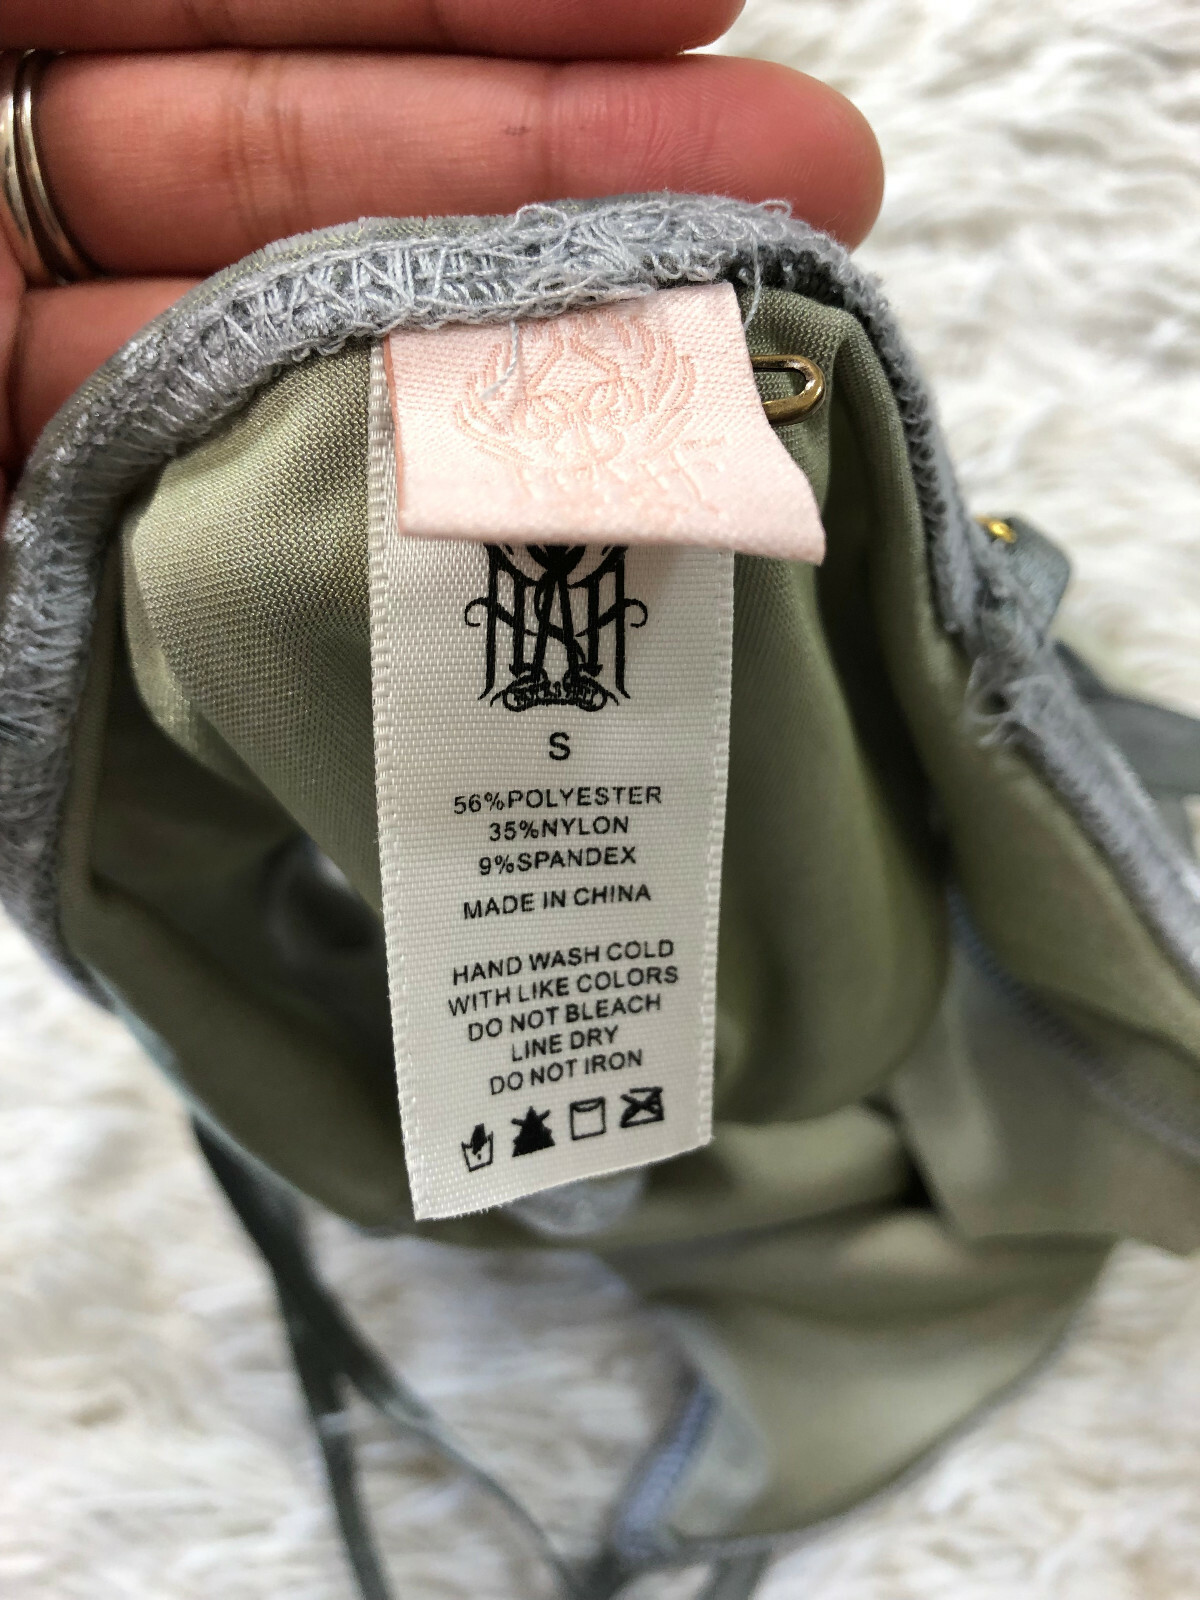 HAH
S
56%POLYESTER
35%NYLON
9%SPANDEX
MADE IN CHINA
HAND WASH COLD
WITH LIKE COLORS
DO NOT BLEACH
LINE DRY
DO NOT IRON